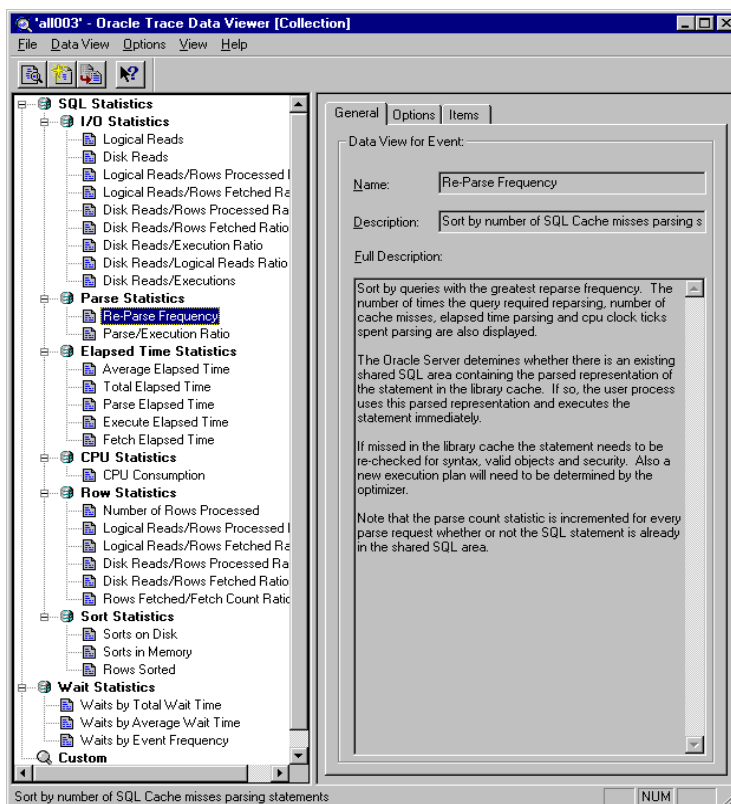 'all003' - Oracle Trace Data Viewer [Collection]
File Data View Options View Help
SQL Statistics
I/O Statistics
Logical Reads
Disk Reads
Logical Reads/Rows Processed
Logical Reads/Rows Fetched Ra
Disk Reads/Rows Processed Ra
Disk Reads/Rows Fetched Ratio
Disk Reads/Execution Ratio
Disk Reads/Logical Reads Ratio
Disk Reads/Executions
Parse Statistics
Re-Parse Frequency
Parse/Execution Ratio
Elapsed Time Statistics
Average Elapsed Time
Total Elapsed Time
Parse Elapsed Time
Execute Elapsed Time
Fetch Elapsed Time
CPU Statistics
CPU Consumption
Row Statistics
Number of Rows Processed
Logical Reads/Rows Processed
Logical Reads/Rows Fetched Ra
Disk Reads/Rows Processed Ra
Disk Reads/Rows Fetched Ratio
Rows Fetched/Fetch Count Ratic
Sort Statistics
Sorts on Disk
Sorts in Memory
Rows Sorted
Wait Statistics
Waits by Total Wait Time
Waits by Average Wait Time
Waits by Event Frequency
Custom
General Options Items
Data View for Event:
Name: Re-Parse Frequency
Description: Sort by number of SQL Cache misses parsing s
Full Description:
Sort by queries with the greatest reparse frequency. The
number of times the query required reparsing, number of
cache misses, elapsed time parsing and cpu clock ticks
spent parsing are also displayed.
The Oracle Server detemines whether there is an existing
shared SQL area containing the parsed representation of
the statement in the library cache. If so, the user process
uses this parsed representation and executes the
statement immediately.
If missed in the library cache the statement needs to be
re-checked for syntax, valid objects and security. Also a
new execution plan will need to be determined by the
optimizer.
Note that the parse count statistic is incremented for every
parse request whether or not the SQL statement is already
in the shared SQL area.
Sort by number of SQL Cache misses parsing statements
NUM